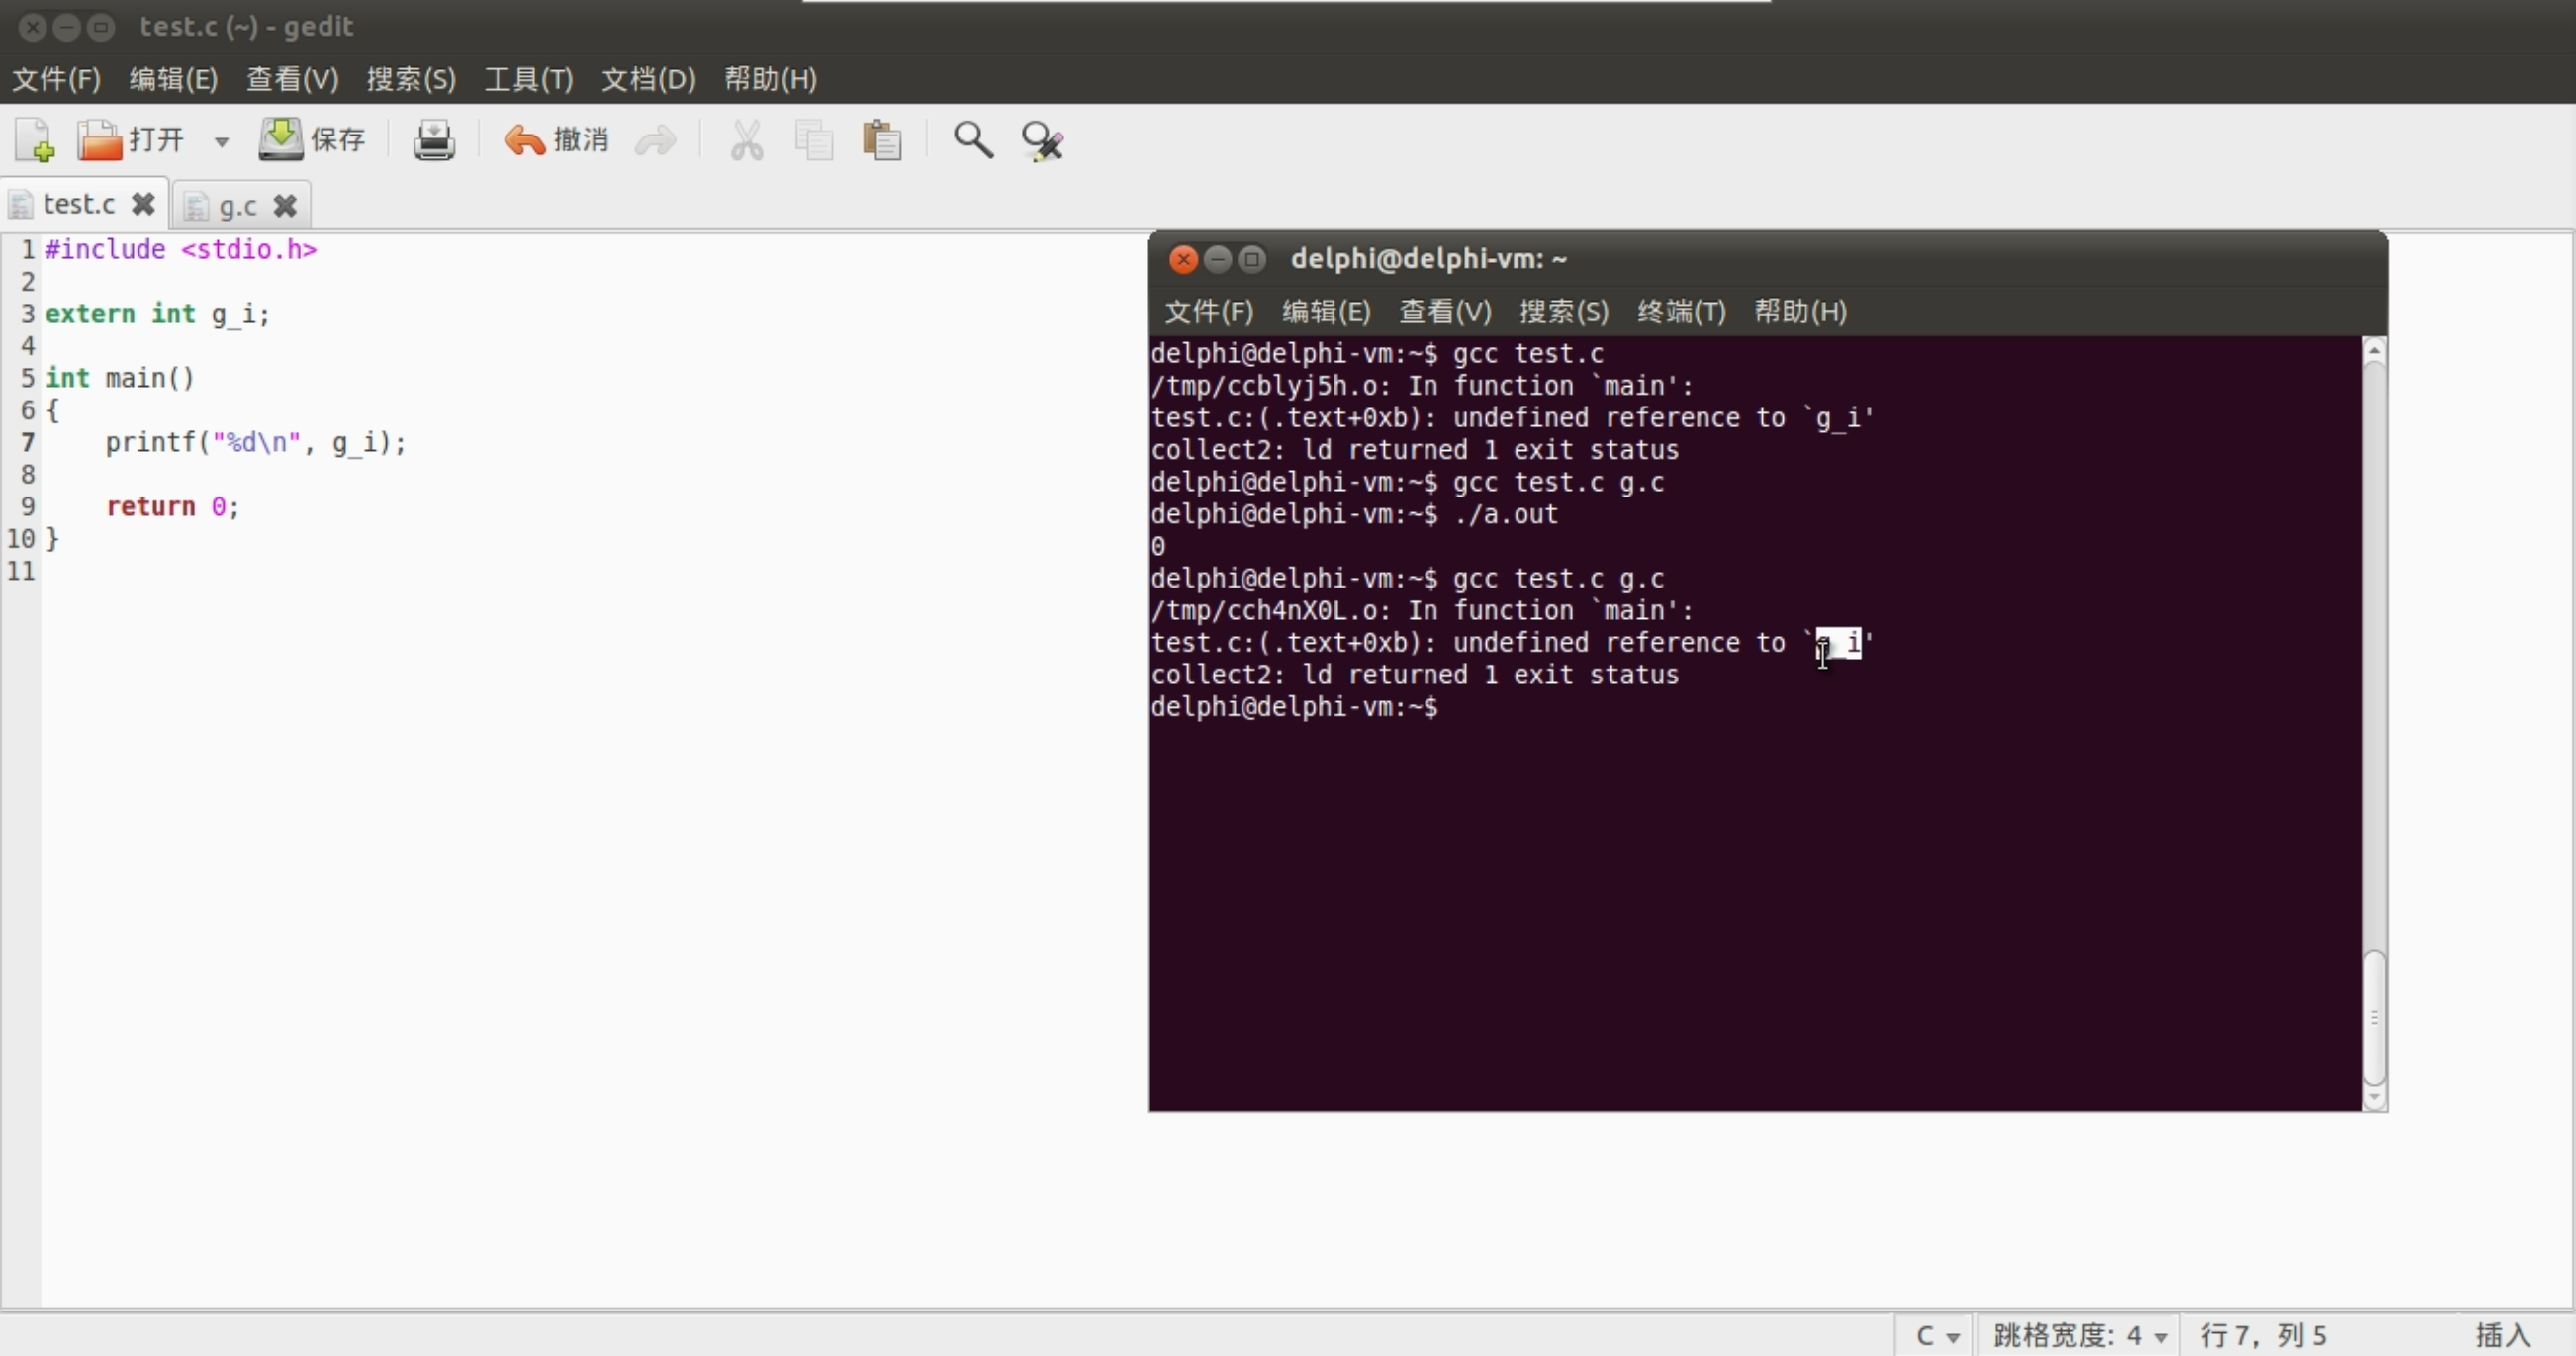 test.c (~) - gedit
文件(F) 编辑(E) 查看(V) 搜索(S) 工具(T) 文档(D) 帮助(H)
打开 保存 撤消
test.c g.c
1 #include <stdio.h>
2
3 extern int g_i;
4
5 int main()
6 {
7 printf("%d\n", g_i);
8
9 return 0;
10 }
11
delphi@delphi-vm: ~
文件(F) 编辑(E) 查看(V) 搜索(S) 终端(T) 帮助(H)
delphi@delphi-vm:~$ gcc test.c
/tmp/ccblyj5h.o: In function `main':
test.c:(.text+0xb): undefined reference to `g_i'
collect2: ld returned 1 exit status
delphi@delphi-vm:~$ gcc test.c g.c
delphi@delphi-vm:~$ ./a.out
0
delphi@delphi-vm:~$ gcc test.c g.c
/tmp/cch4nX0L.o: In function `main':
test.c:(.text+0xb): undefined reference to `g_i'
collect2: ld returned 1 exit status
delphi@delphi-vm:~$
C 跳格宽度: 4 行 7，列 5 插入